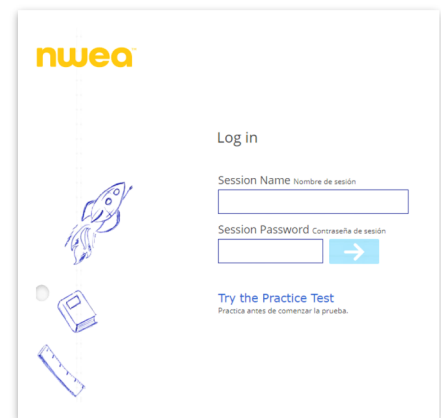 nwea
Log in
Session Name Nombre de sesión
Session Password Contraseña de sesión
Try the Practice Test
Practica antes de comenzar la prueba.